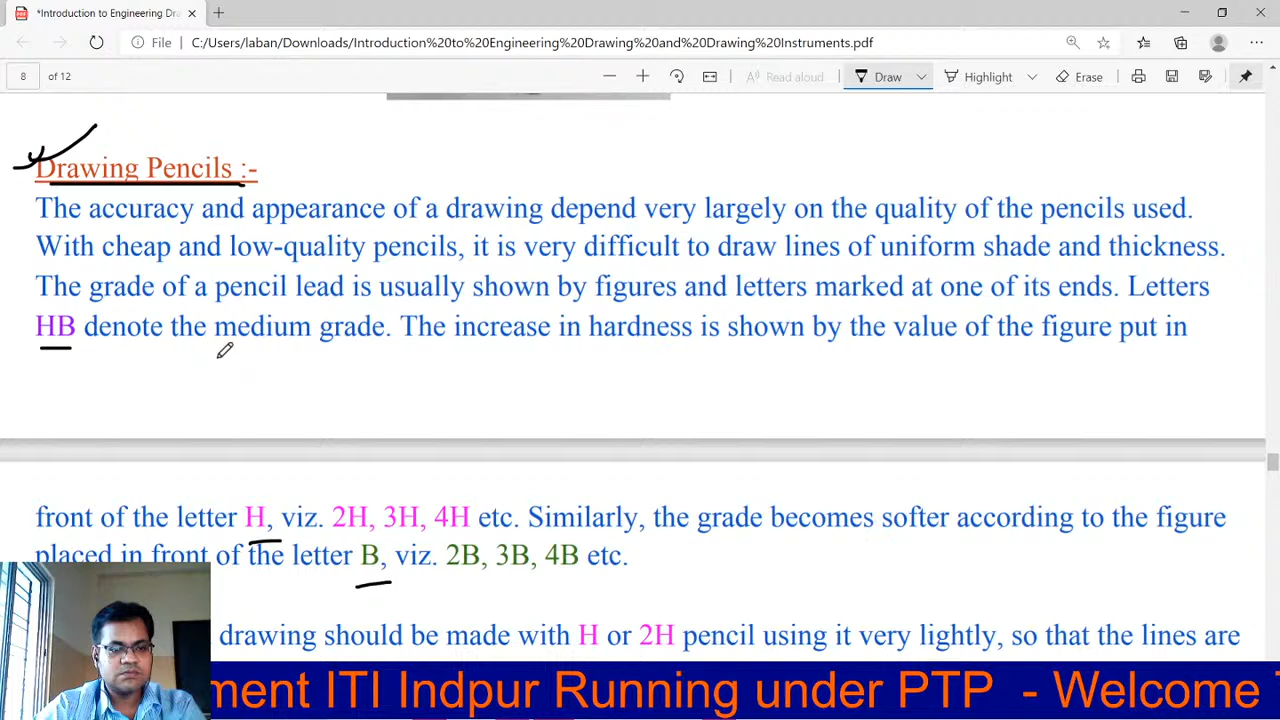 *Introduction to Engineering Dra
File
C:/Users/laban/Downloads/Introduction%20to%20Engineering%20Drawing%20and%20Drawing%20Instruments.pdf
8 of 12
Read aloud
Draw
Highlight
Erase
Drawing Pencils :-
The accuracy and appearance of a drawing depend very largely on the quality of the pencils used.
With cheap and low-quality pencils, it is very difficult to draw lines of uniform shade and thickness.
The grade of a pencil lead is usually shown by figures and letters marked at one of its ends. Letters
HB denote the medium grade. The increase in hardness is shown by the value of the figure put in
front of the letter H, viz. 2H, 3H, 4H etc. Similarly, the grade becomes softer according to the figure
placed in front of the letter B, viz. 2B, 3B, 4B etc.
drawing should be made with H or 2H pencil using it very lightly, so that the lines are
ment ITI Indpur Running under PTP - Welcome